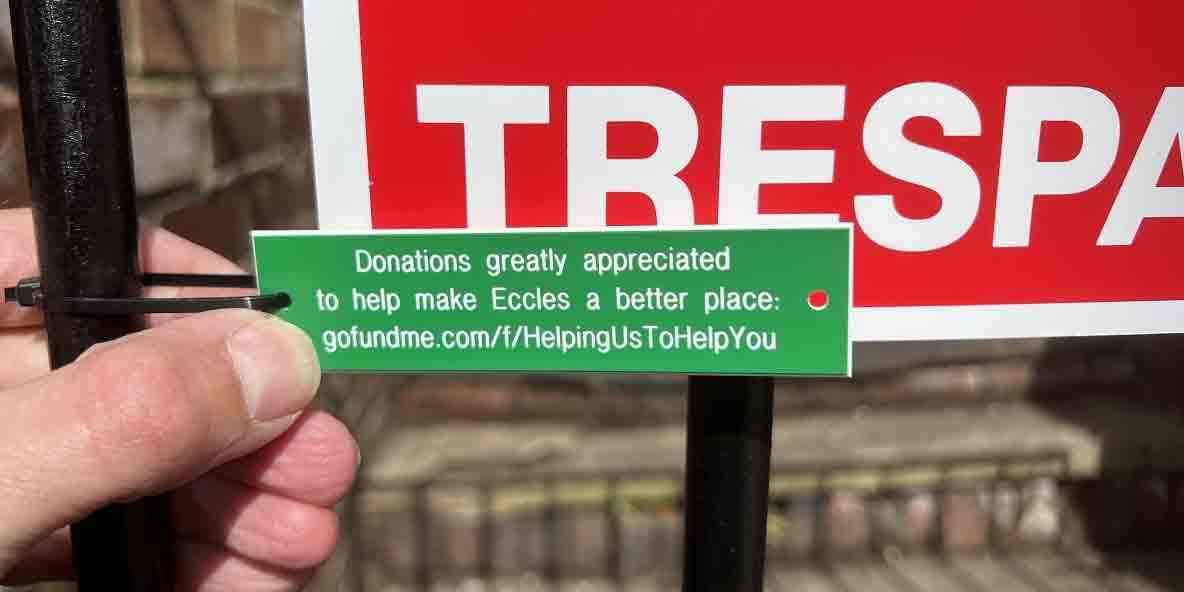 TRESPA
Donations greatly appreciated
to help make Eccles a better place:
gofundme.com/f/HelpingUsToHelpYou